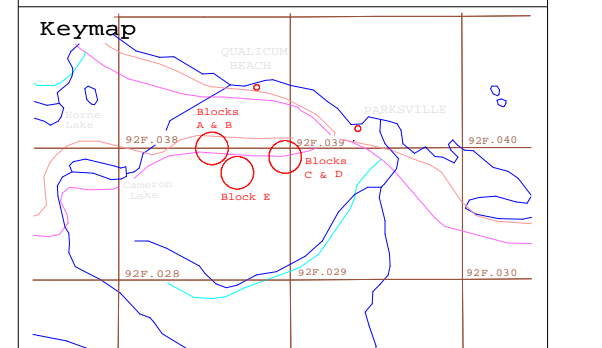 Keymap
QUALICUM
BEACH
Horne
Lake
Blocks
A & B
PARKSVILLE
92F.038
92F.039
92F.040
Blocks
C & D
Cameron
Lake
Block E
92F.028
92F.029
92F.030